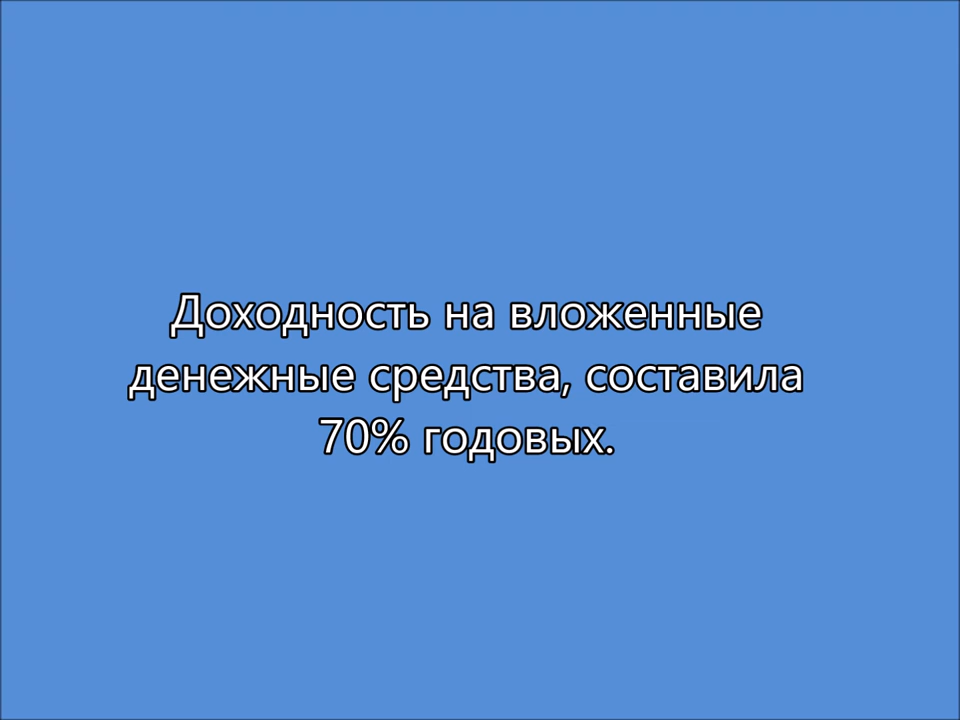 Доходность на вложенные
денежные средства, составила
70% годовых.